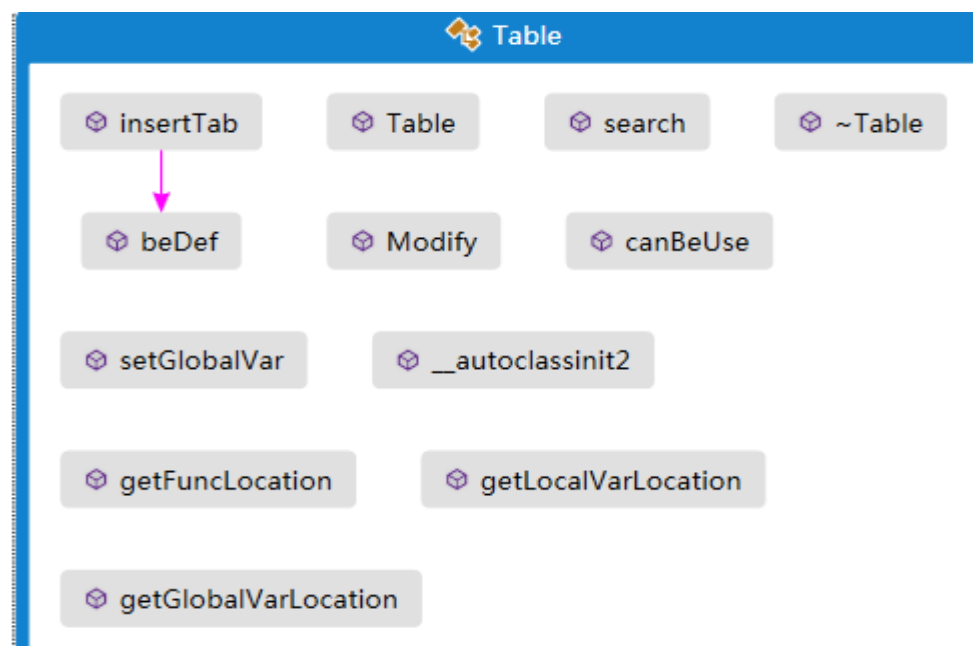 Table
insertTab Table search ~Table
beDef Modify canBeUse
setGlobalVar __autoclassinit2
getFuncLocation getLocalVarLocation
getGlobalVarLocation